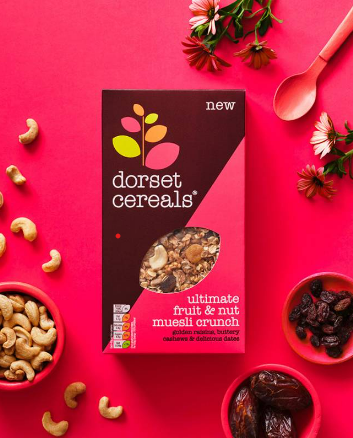 new
dorset
cereals®
ultimate
fruit & nut
muesli crunch
golden raisins, buttery
cashews & delicious dates